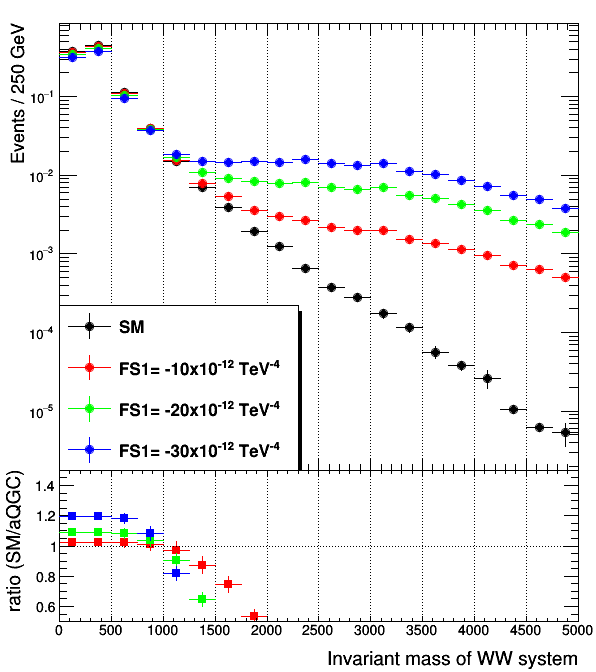 Events / 250 GeV
10⁻¹
10⁻²
10⁻³
10⁻⁴
10⁻⁵
SM
FS1= -10x10⁻¹² TeV⁻⁴
FS1= -20x10⁻¹² TeV⁻⁴
FS1= -30x10⁻¹² TeV⁻⁴
ratio (SM/aQGC)
1.4
1.2
1
0.8
0.6
0 500 1000 1500 2000 2500 3000 3500 4000 4500 5000
Invariant mass of WW system